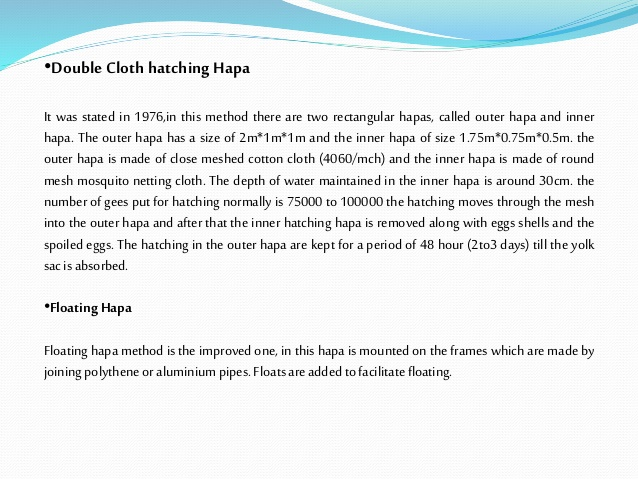 •Double Cloth hatching Hapa
It was stated in 1976,in this method there are two rectangular hapas, called outer hapa and inner
hapa. The outer hapa has a size of 2m*1m*1m and the inner hapa of size 1.75m*0.75m*0.5m. the
outer hapa is made of close meshed cotton cloth (4060/mch) and the inner hapa is made of round
mesh mosquito netting cloth. The depth of water maintained in the inner hapa is around 30cm. the
number of gees put for hatching normally is 75000 to 100000 the hatching moves through the mesh
into the outer hapa and after that the inner hatching hapa is removed along with eggs shells and the
spoiled eggs. The hatching in the outer hapa are kept for a period of 48 hour (2to3 days) till the yolk
sac is absorbed.
•Floating Hapa
Floating hapa method is the improved one, in this hapa is mounted on the frames which are made by
joining polythene or aluminium pipes. Floats are added to facilitate floating.